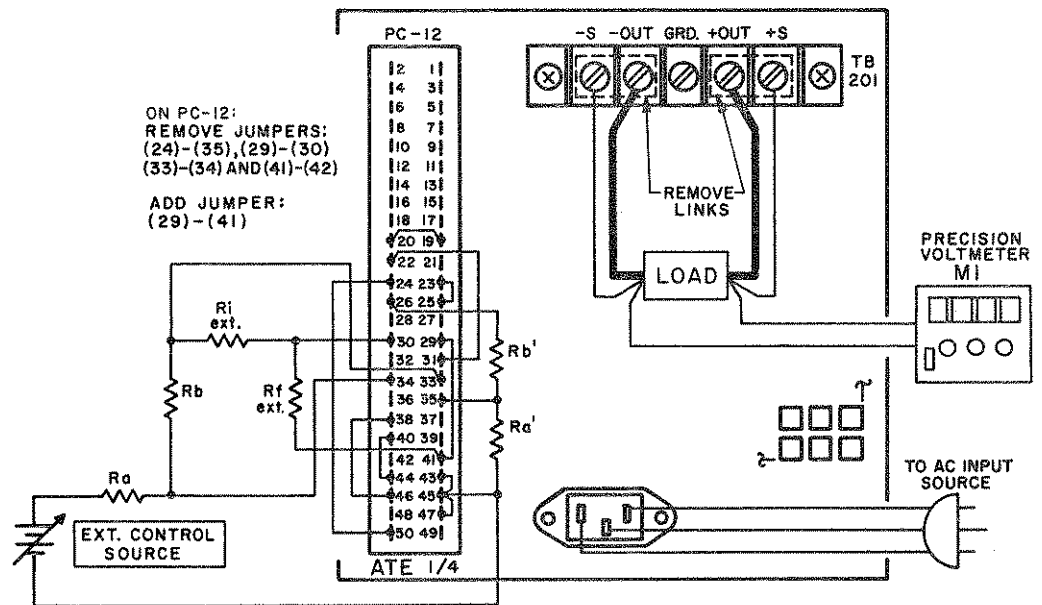 PC-12
-S -OUT GRD. +OUT +S
TB
201
ON PC-12:
REMOVE JUMPERS:
(24)-(35),(29)-(30)
(33)-(34) AND (41)-(42)
ADD JUMPER:
(29)-(41)
2 1
4 3
6 5
8 7
10 9
12 11
14 13
16 15
18 17
20 19
22 21
24 23
26 25
28 27
30 29
32 31
34 33
36 35
38 37
40 39
42 41
44 43
46 45
48 47
50 49
REMOVE
LINKS
LOAD
PRECISION
VOLTMETER
M1
Ri
ext.
Rb
Rf
ext.
Rb'
Ra'
Ra
EXT. CONTROL
SOURCE
TO AC INPUT
SOURCE
ATE 1/4